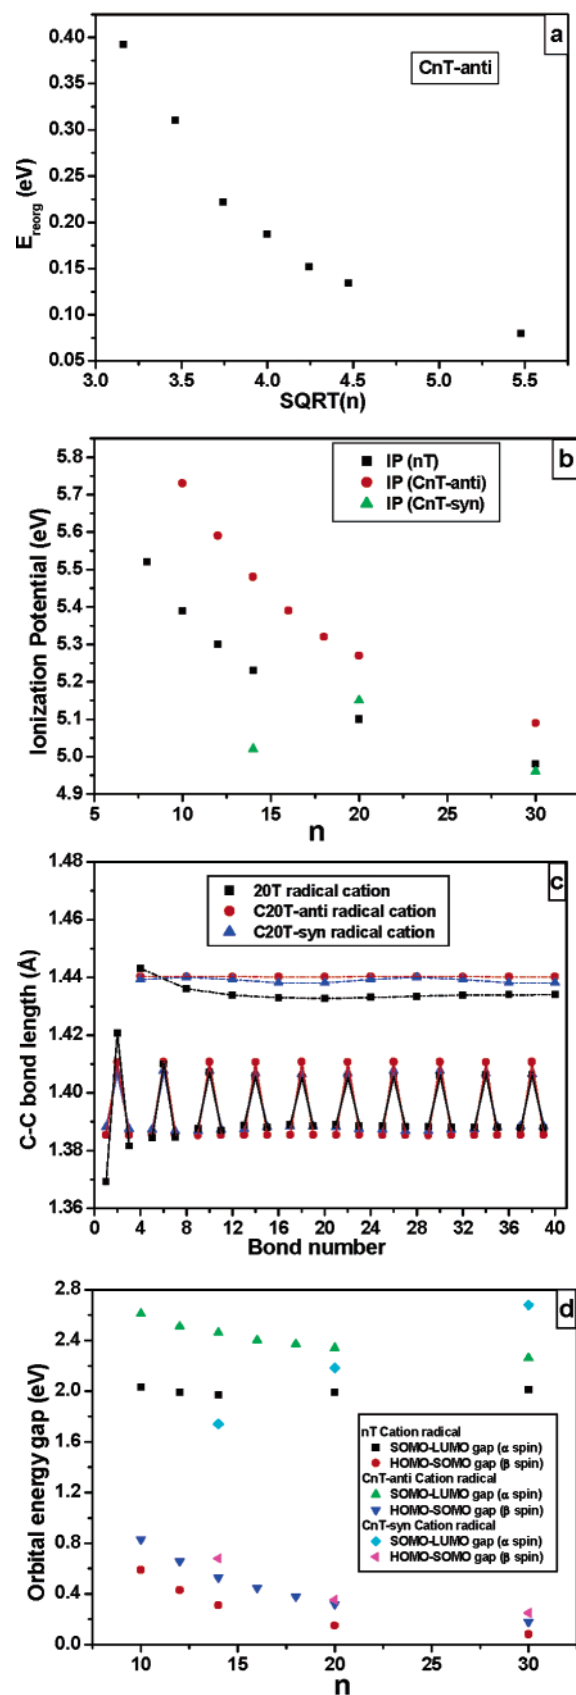 a
CnT-anti
0.40
0.35
0.30
0.25
0.20
0.15
0.10
0.05
E reorg (eV)
3.0 3.5 4.0 4.5 5.0 5.5
SQRT(n)
b
IP (nT)
IP (CnT-anti)
IP (CnT-syn)
5.8
5.7
5.6
5.5
5.4
5.3
5.2
5.1
5.0
4.9
Ionization Potential (eV)
5 10 15 20 25 30
n
c
20T radical cation
C20T-anti radical cation
C20T-syn radical cation
1.48
1.46
1.44
1.42
1.40
1.38
1.36
C-C bond length (Å)
0 4 8 12 16 20 24 28 32 36 40
Bond number
d
2.8
2.4
2.0
1.6
1.2
0.8
0.4
0.0
Orbital energy gap (eV)
nT Cation radical
SOMO-LUMO gap (α spin)
HOMO-SOMO gap (β spin)
CnT-anti Cation radical
SOMO-LUMO gap (α spin)
HOMO-SOMO gap (β spin)
CnT-syn Cation radical
SOMO-LUMO gap (α spin)
HOMO-SOMO gap (β spin)
10 15 20 25 30
n